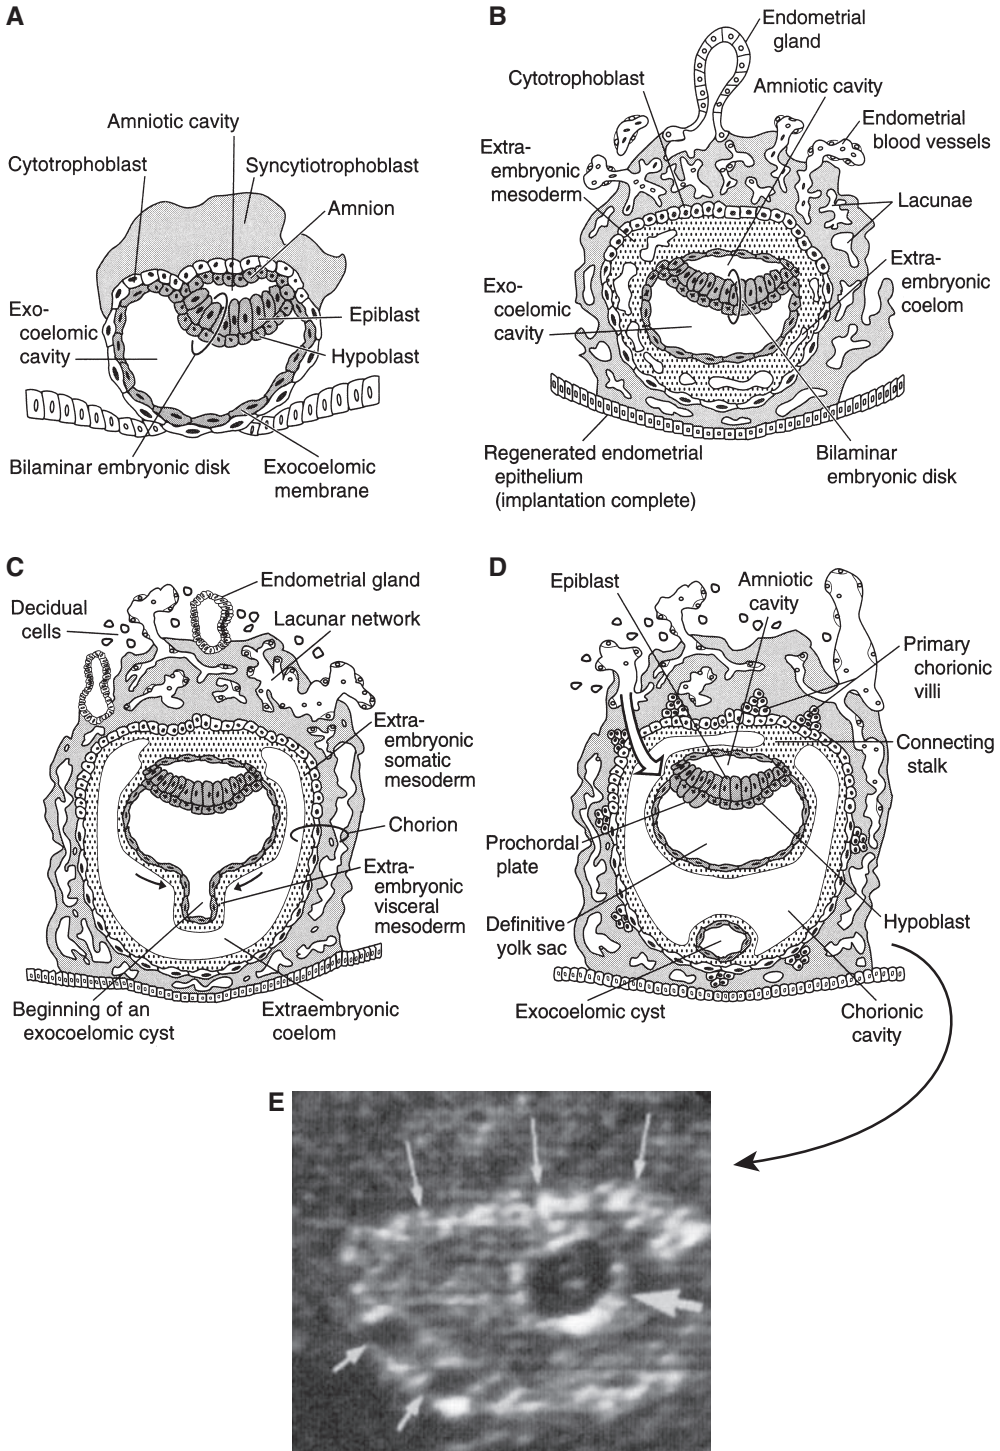 A
Amniotic cavity
Cytotrophoblast
Syncytiotrophoblast
Amnion
Exo-
coelomic
cavity
Epiblast
Hypoblast
Bilaminar embryonic disk
Exocoelomic
membrane
B
Endometrial
gland
Cytotrophoblast
Amniotic cavity
Endometrial
blood vessels
Extra-
embryonic
mesoderm
Lacunae
Extra-
embryonic
coelom
Exo-
coelomic
cavity
Regenerated endometrial
epithelium
(implantation complete)
Bilaminar
embryonic disk
C
Endometrial gland
Decidual
cells
Lacunar network
Extra-
embryonic
somatic
mesoderm
Chorion
Extra-
embryonic
visceral
mesoderm
Beginning of an
exocoelomic cyst
Extraembryonic
coelom
D
Epiblast
Amniotic
cavity
Primary
chorionic
villi
Connecting
stalk
Prochordal
plate
Definitive
yolk sac
Hypoblast
Exocoelomic cyst
Chorionic
cavity
E